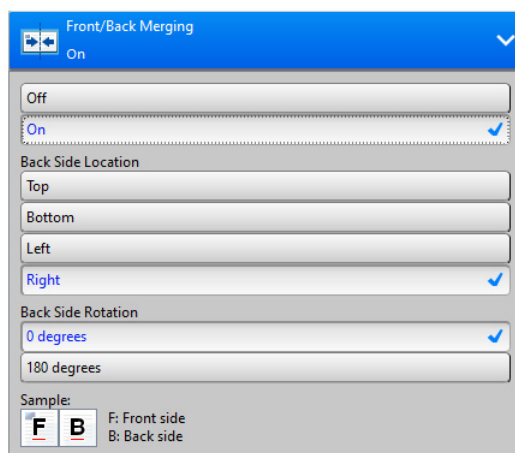 Front/Back Merging
On
Off
On
Back Side Location
Top
Bottom
Left
Right
Back Side Rotation
0 degrees
180 degrees
Sample:
F B
F: Front side
B: Back side